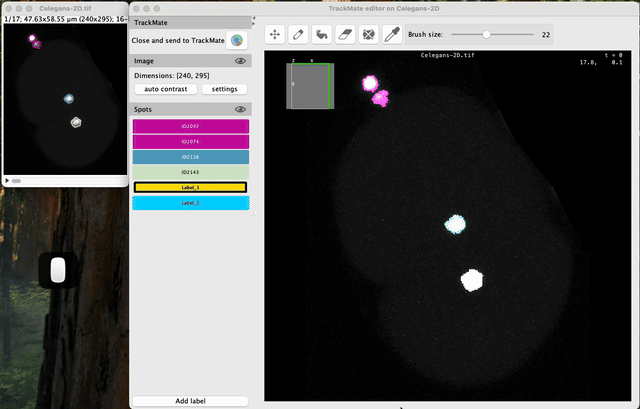 Celegans-2D.tif
1/17; 47.63x58.55 µm (240x295); 16-
TrackMate editor on Celegans-2D
TrackMate
Close and send to TrackMate
Image
Dimensions: [240, 295]
auto contrast
settings
Spots
ID2092
ID2074
ID2143
Label_1
Label_2
Add label
Brush size:
22
Celegans-2D.tif
t = 0
17.8, 0.1
z
x
y